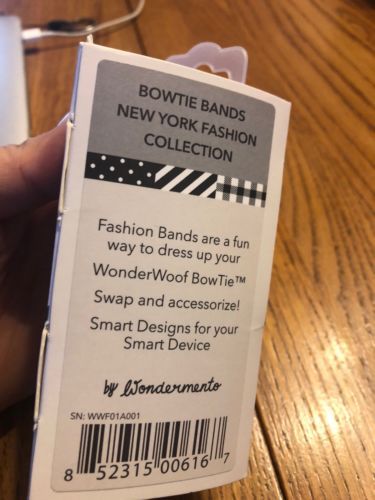 BOWTIE BANDS
NEW YORK FASHION
COLLECTION
Fashion Bands are a fun
way to dress up your
WonderWoof BowTie™
Swap and accessorize!
Smart Designs for your
Smart Device
by Wondermento
SN: WWF01A001
8 52315 00616 7